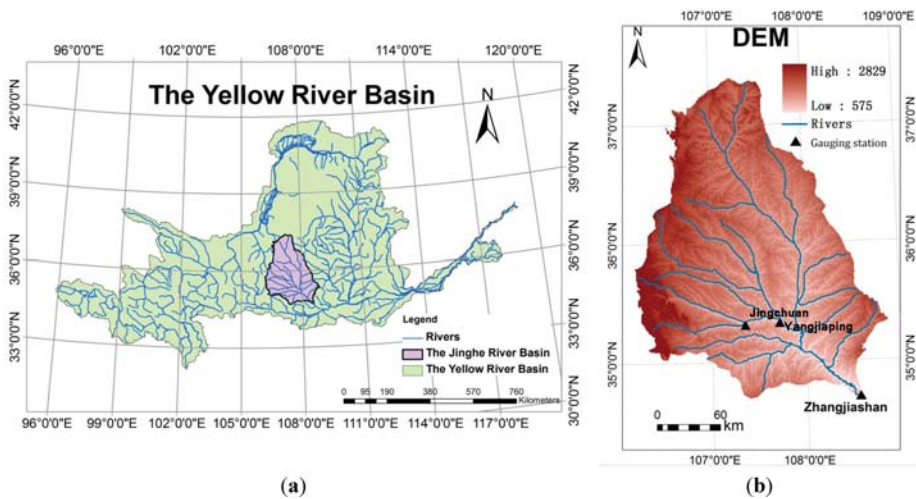 96°0'0"E 102°0'0"E 108°0'0"E 114°0'0"E 120°0'0"E
The Yellow River Basin
N
42°0'0"N
39°0'0"N
36°0'0"N
33°0'0"N
42°0'0"N
39°0'0"N
36°0'0"N
33°0'0"N
30°0'0"N
Legend
Rivers
The Jinghe River Basin
The Yellow River Basin
0 95 190 380 570 760
Kilometers
96°0'0"E 99°0'0"E 102°0'0"E 105°0'0"E 108°0'0"E 111°0'0"E 114°0'0"E 117°0'0"E
(a)
107°0'0"E 108°0'0"E 109°0'0"E
N
DEM
High : 2829
Low : 575
Rivers
Gauging station
37°0'0"N
36°0'0"N
35°0'0"N
37°0'0"N
36°0'0"N
35°0'0"N
Jingchuan
Yangjiaping
Zhangjiashan
0 60
km
107°0'0"E 108°0'0"E
(b)